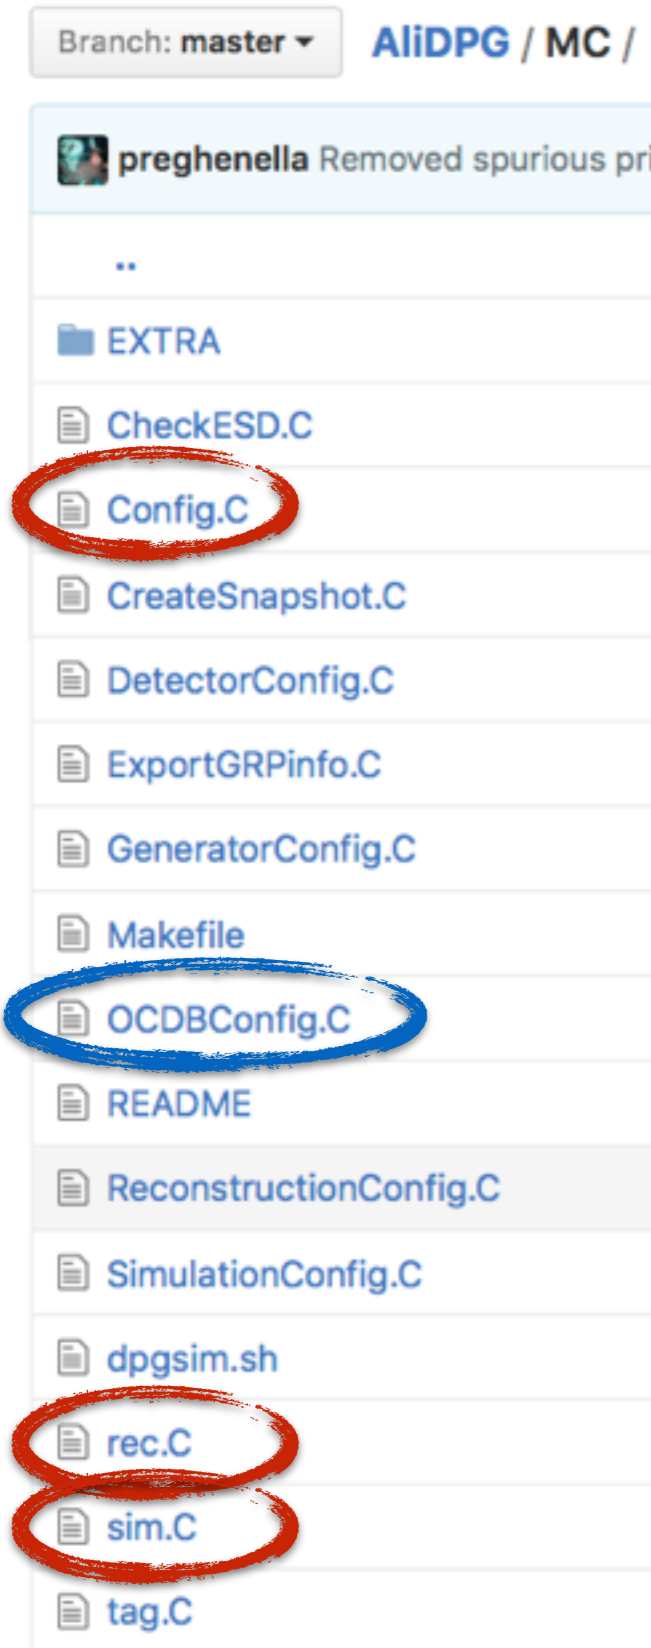 Branch: master AliDPG / MC /
preghenella Removed spurious pri
..
EXTRA
CheckESD.C
Config.C
CreateSnapshot.C
DetectorConfig.C
ExportGRPinfo.C
GeneratorConfig.C
Makefile
OCDBConfig.C
README
ReconstructionConfig.C
SimulationConfig.C
dpgsim.sh
rec.C
sim.C
tag.C